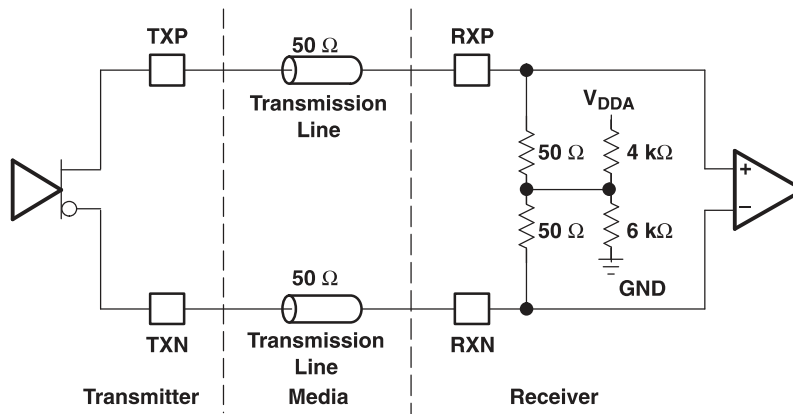 TXP
50 Ω
Transmission
Line
RXP
V_DDA
50 Ω
4 kΩ
+
−
50 Ω
6 kΩ
GND
50 Ω
Transmission
Line
TXN
RXN
Transmitter
Media
Receiver